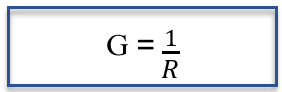 G = 1/R